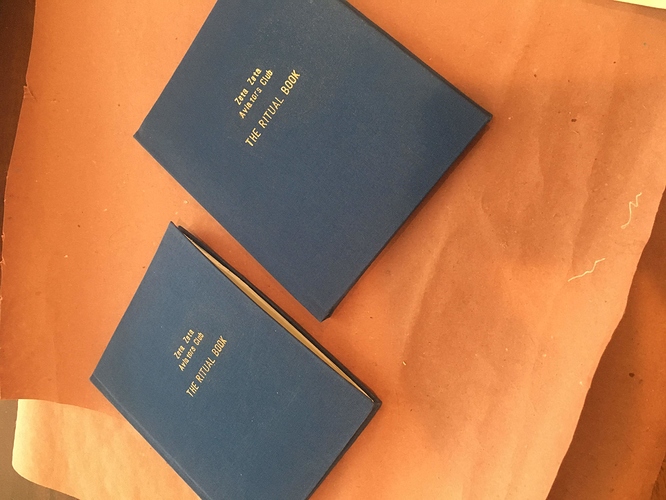 Zeta Zeta
Aviators Club
THE RITUAL BOOK
Zeta Zeta
Aviators Club
THE RITUAL BOOK